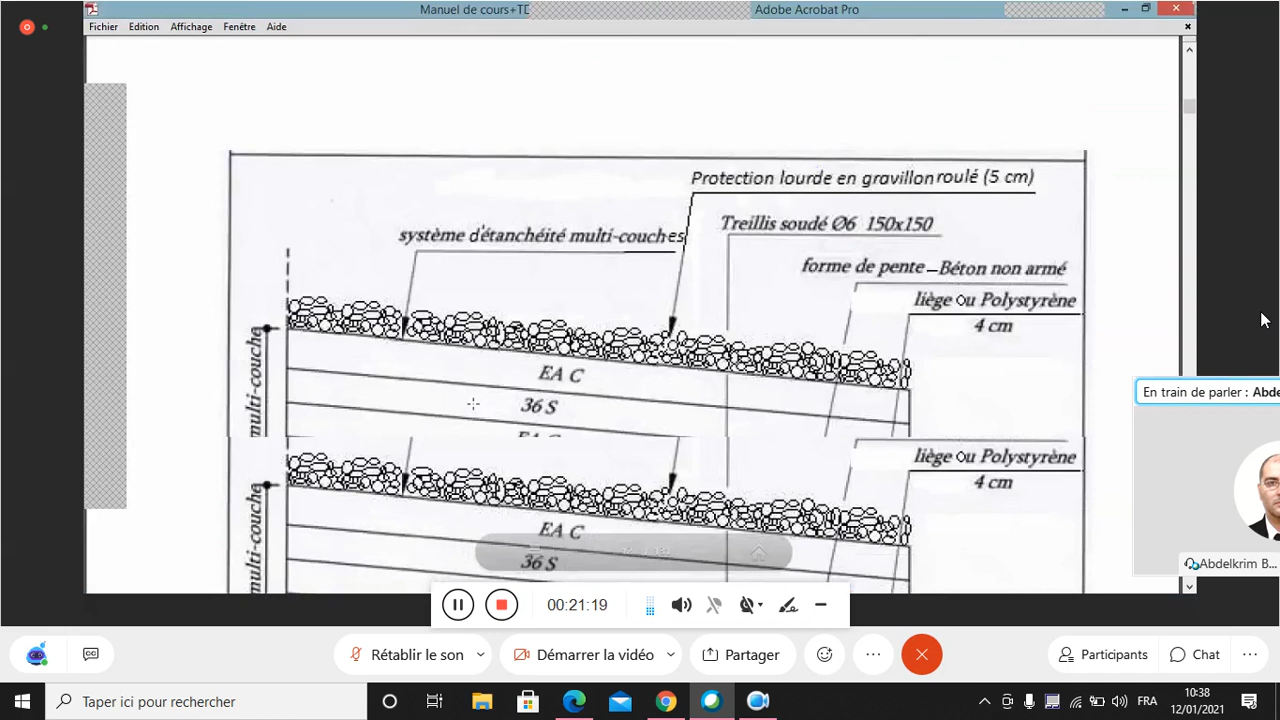 Manuel de cours+TD
Adobe Acrobat Pro
Fichier Edition Affichage Fenêtre Aide
Protection lourde en gravillon roulé (5 cm)
Treillis soudé Ø6 150x150
système d'étanchéité multi-couches
forme de pente – Béton non armé
liège Ou Polystyrène
4 cm
multi-couche
EA C
36 S
liège Ou Polystyrène
4 cm
multi-couche
EA C
36 S
En train de parler : Abde
Abdelkrim B...
00:21:19
Rétablir le son
Démarrer la vidéo
Partager
Participants
Chat
Taper ici pour rechercher
FRA
10:38
12/01/2021